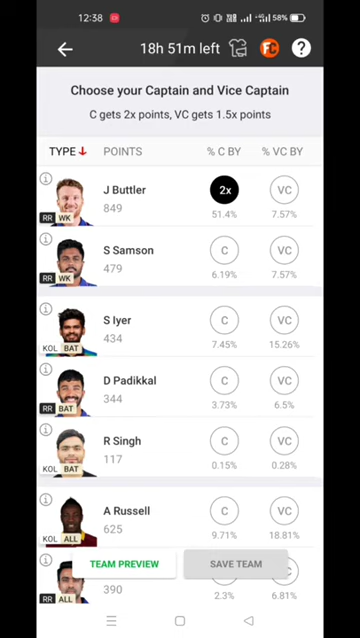 12:38
58%
18h 51m left
FC
?
Choose your Captain and Vice Captain
C gets 2x points, VC gets 1.5x points
TYPE POINTS % C BY % VC BY
J Buttler
849
2x
VC
51.4%
7.57%
RR WK
S Samson
479
C
VC
6.19%
7.57%
RR WK
S Iyer
434
C
VC
7.45%
15.26%
KOL BAT
D Padikkal
344
C
VC
3.73%
6.5%
RR BAT
R Singh
117
C
VC
0.15%
0.28%
KOL BAT
A Russell
625
C
VC
9.71%
18.81%
KOL ALL
TEAM PREVIEW
SAVE TEAM
390
2.3%
6.81%
RR ALL